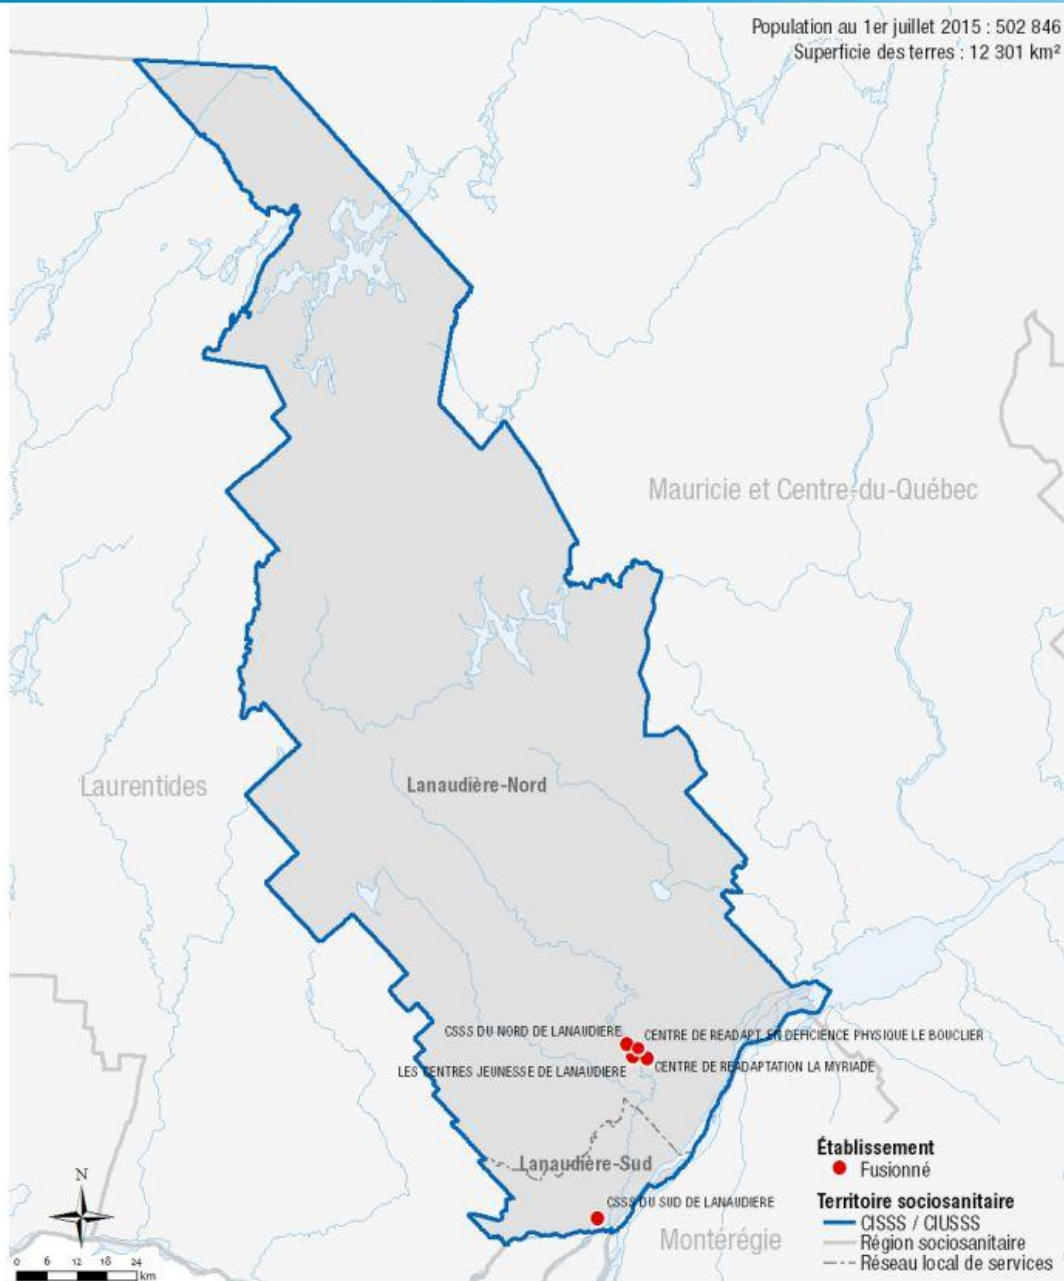 Population au 1er juillet 2015 : 502 846
Superficie des terres : 12 301 km²
Mauricie et Centre-du-Québec
Laurentides
Lanaudière-Nord
CSSS DU NORD DE LANAUDIERE
CENTRE DE READAPT. EN DEFICIENCE PHYSIQUE LE BOUCLIER
LES CENTRES JEUNESSE DE LANAUDIERE
CENTRE DE READAPTATION LA MYRIADE
Lanaudière-Sud
CSSS DU SUD DE LANAUDIERE
Montérégie
Établissement
Fusionné
Territoire sociosanitaire
CISSS / CIUSSS
Région sociosanitaire
Réseau local de services
N
0 6 12 18 24
km